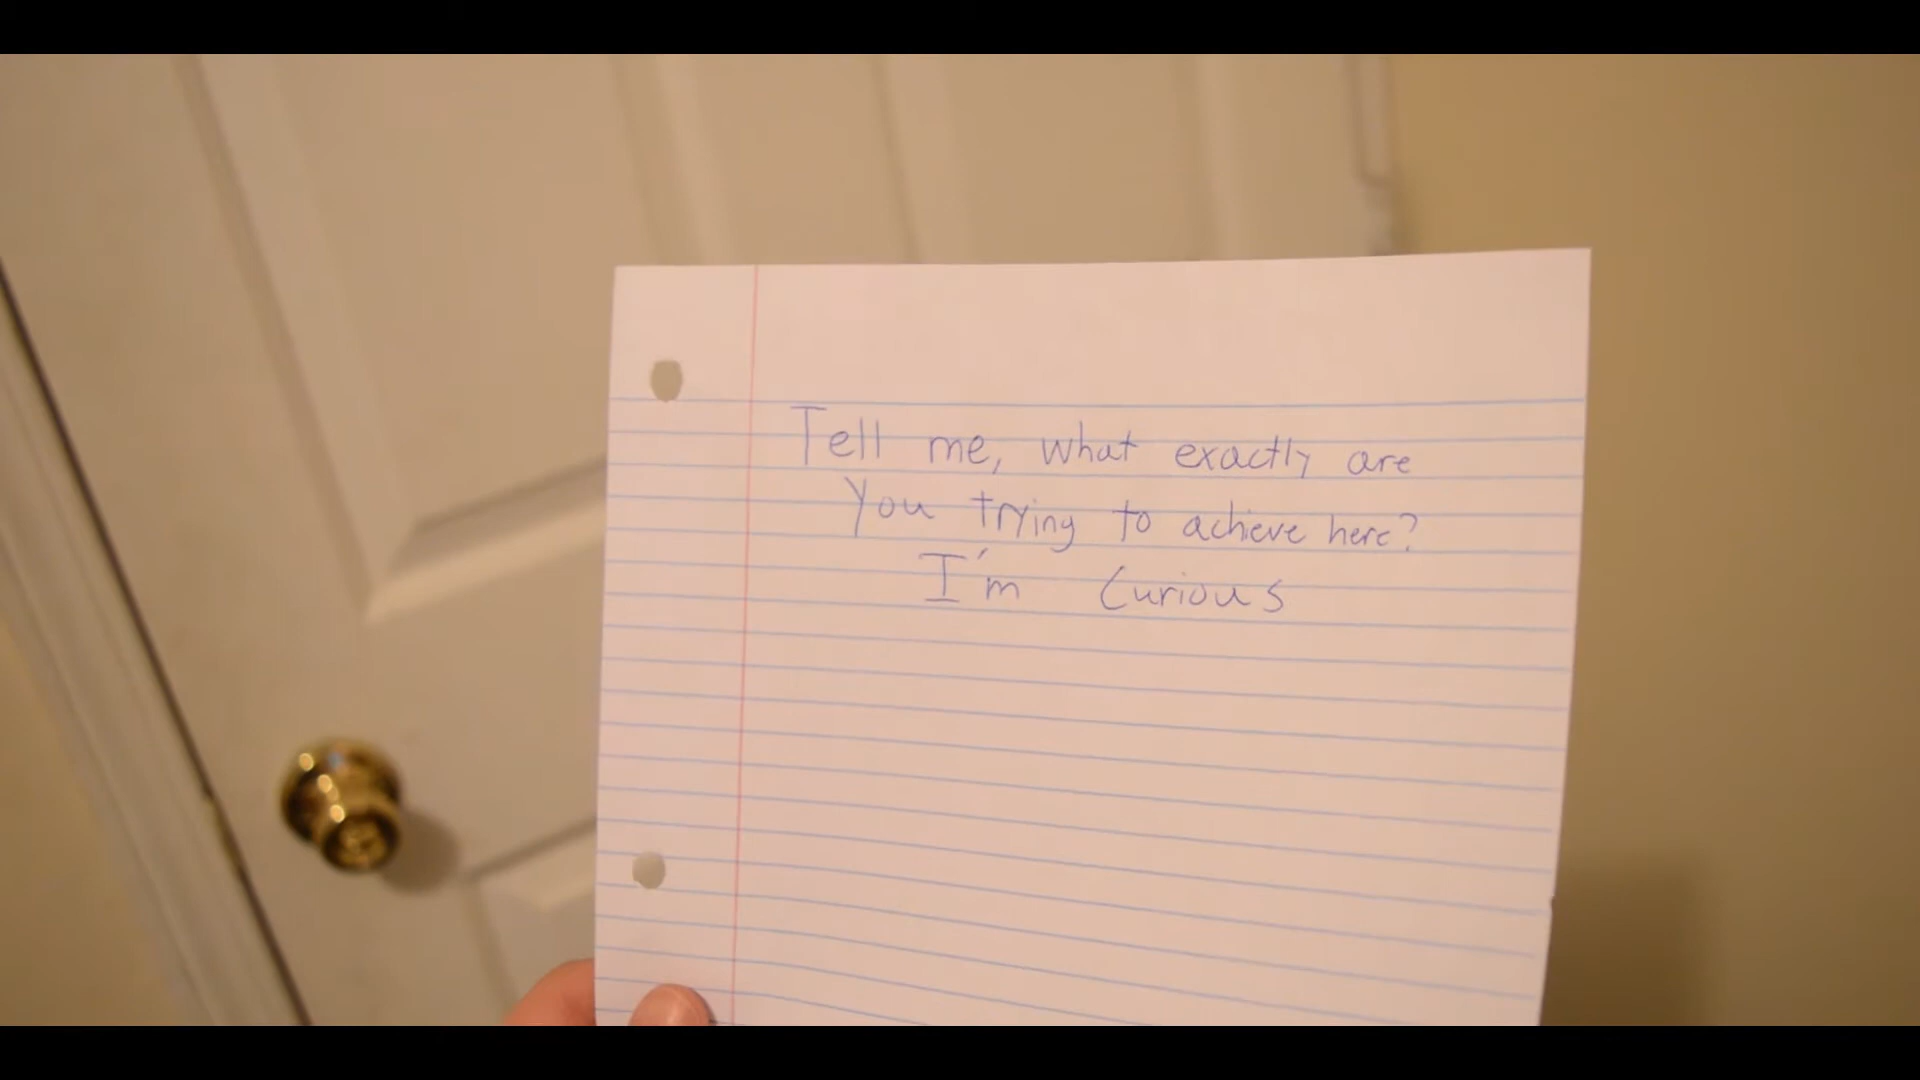 Tell me, what exactly are
you trying to achieve here?
I'm curious